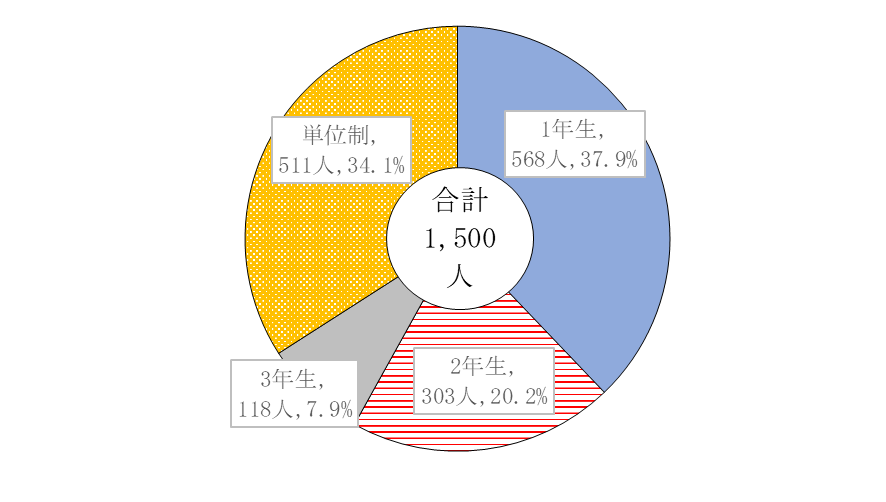 単位制,
511人,34.1%
1年生,
568人,37.9%
合計
1,500
人
3年生,
118人,7.9%
2年生,
303人,20.2%